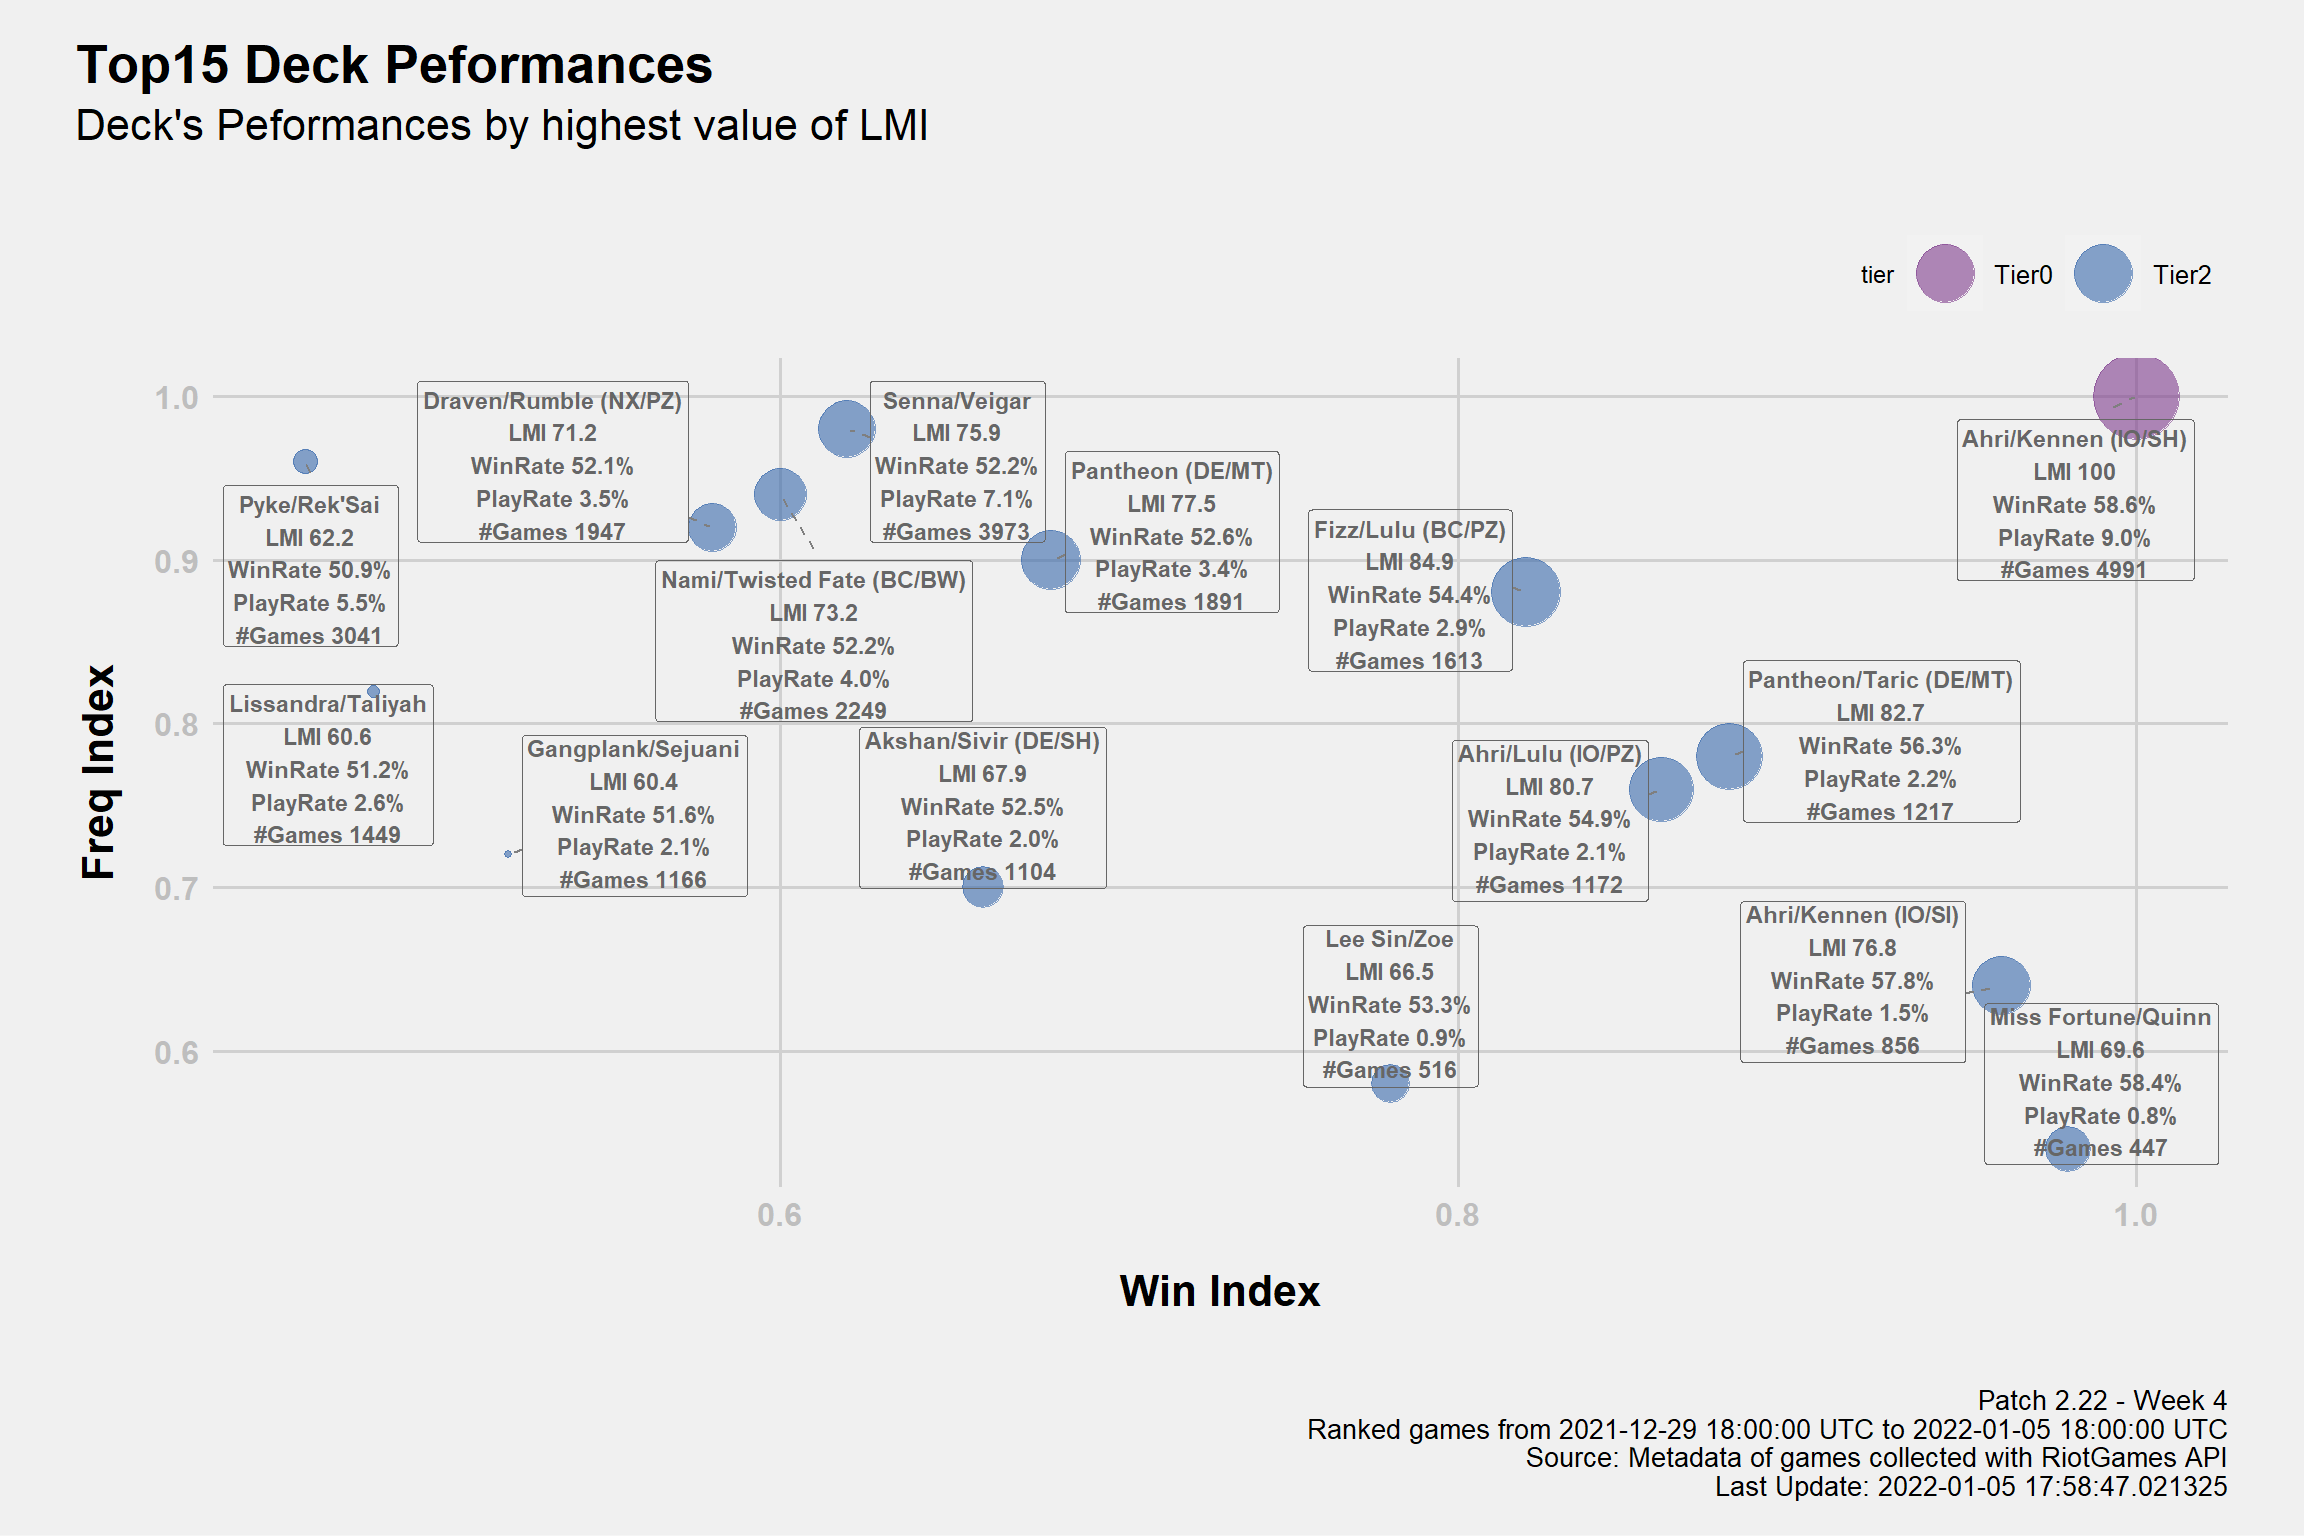 Top15 Deck Peformances
Deck's Peformances by highest value of LMI
tier Tier0 Tier2
Freq Index
1.0
0.9
0.8
0.7
0.6
Draven/Rumble (NX/PZ)
LMI 71.2
WinRate 52.1%
PlayRate 3.5%
#Games 1947
Senna/Veigar
LMI 75.9
WinRate 52.2%
PlayRate 7.1%
#Games 3973
Ahri/Kennen (IO/SH)
LMI 100
WinRate 58.6%
PlayRate 9.0%
#Games 4991
Pantheon (DE/MT)
LMI 77.5
WinRate 52.6%
PlayRate 3.4%
#Games 1891
Pyke/Rek'Sai
LMI 62.2
WinRate 50.9%
PlayRate 5.5%
#Games 3041
Fizz/Lulu (BC/PZ)
LMI 84.9
WinRate 54.4%
PlayRate 2.9%
#Games 1613
Nami/Twisted Fate (BC/BW)
LMI 73.2
WinRate 52.2%
PlayRate 4.0%
#Games 2249
Pantheon/Taric (DE/MT)
LMI 82.7
WinRate 56.3%
PlayRate 2.2%
#Games 1217
Lissandra/Taliyah
LMI 60.6
WinRate 51.2%
PlayRate 2.6%
#Games 1449
Gangplank/Sejuani
LMI 60.4
WinRate 51.6%
PlayRate 2.1%
#Games 1166
Akshan/Sivir (DE/SH)
LMI 67.9
WinRate 52.5%
PlayRate 2.0%
#Games 1104
Ahri/Lulu (IO/PZ)
LMI 80.7
WinRate 54.9%
PlayRate 2.1%
#Games 1172
Ahri/Kennen (IO/SI)
LMI 76.8
WinRate 57.8%
PlayRate 1.5%
#Games 856
Lee Sin/Zoe
LMI 66.5
WinRate 53.3%
PlayRate 0.9%
#Games 516
Miss Fortune/Quinn
LMI 69.6
WinRate 58.4%
PlayRate 0.8%
#Games 447
0.6 0.8 1.0
Win Index
Patch 2.22 - Week 4
Ranked games from 2021-12-29 18:00:00 UTC to 2022-01-05 18:00:00 UTC
Source: Metadata of games collected with RiotGames API
Last Update: 2022-01-05 17:58:47.021325